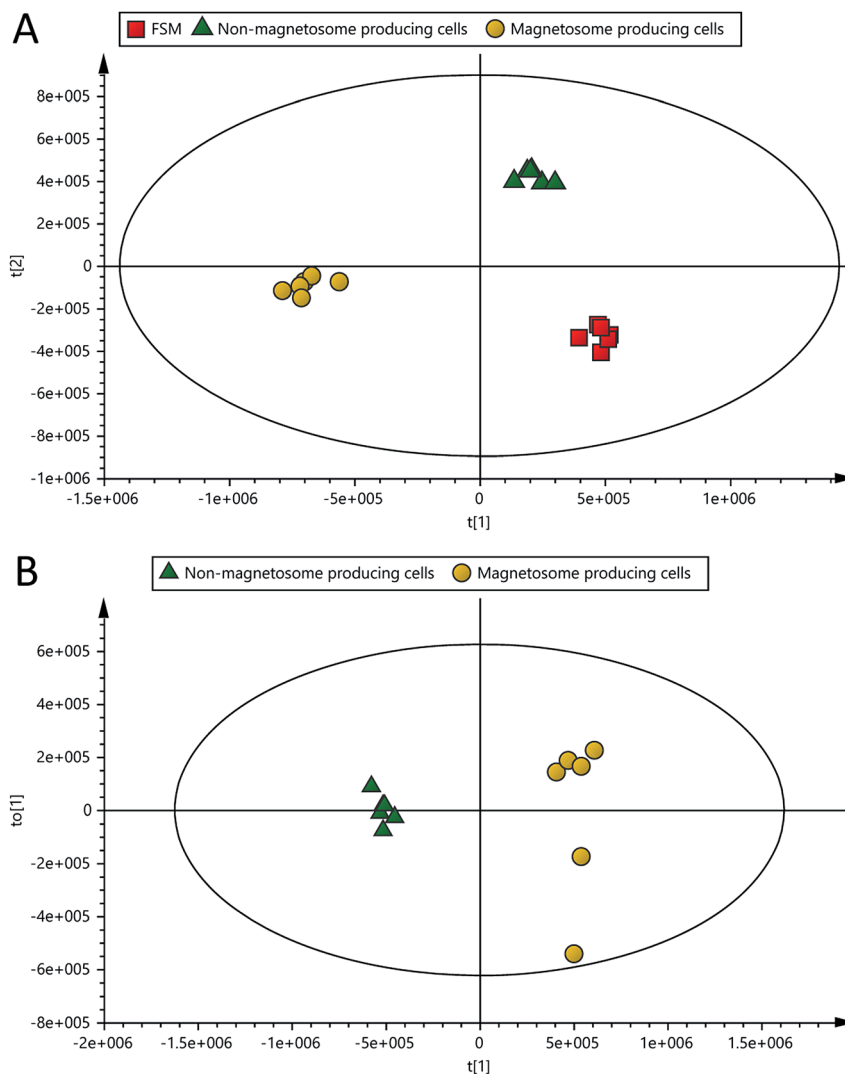 A
FSM Non-magnetosome producing cells Magnetosome producing cells
8e+005
6e+005
4e+005
2e+005
0
-2e+005
-4e+005
-6e+005
-8e+005
-1e+006
t[2]
-1.5e+006 -1e+006 -5e+005 0 5e+005 1e+006
t[1]
B
Non-magnetosome producing cells Magnetosome producing cells
6e+005
4e+005
2e+005
0
-2e+005
-4e+005
-6e+005
-8e+005
to[1]
-2e+006 -1.5e+006 -1e+006 -5e+005 0 5e+005 1e+006 1.5e+006
t[1]